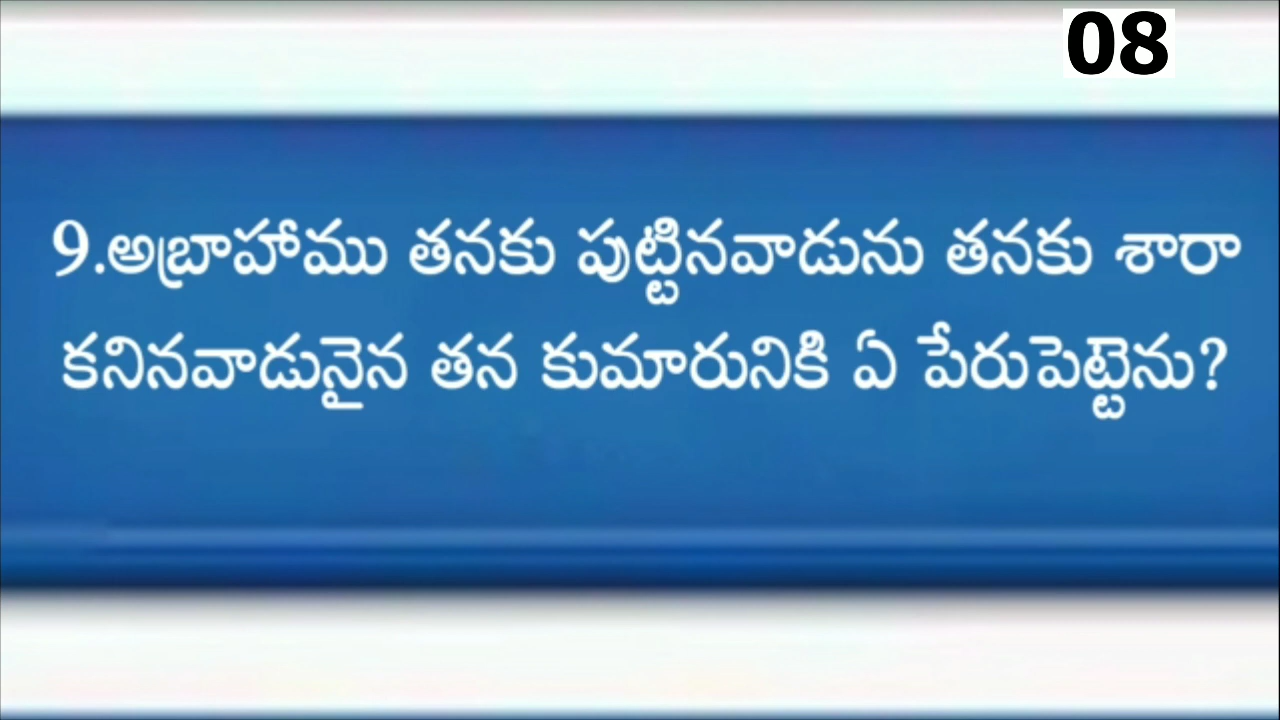 08
9.అబ్రాహాము తనకు పుట్టినవాడును తనకు శారా
కనినవాడునైన తన కుమారునికి ఏ పేరుపెట్టెను?